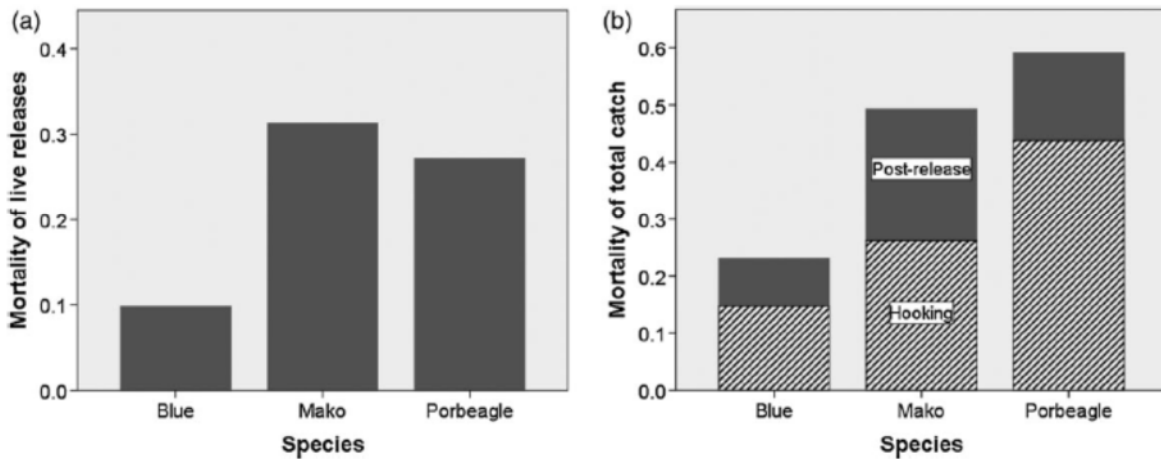 (a)
Mortality of live releases
0.4
0.3
0.2
0.1
0.0
Blue Mako Porbeagle
Species
(b)
Mortality of total catch
0.6
0.5
0.4
0.3
0.2
0.1
0.0
Post-release
Hooking
Blue Mako Porbeagle
Species